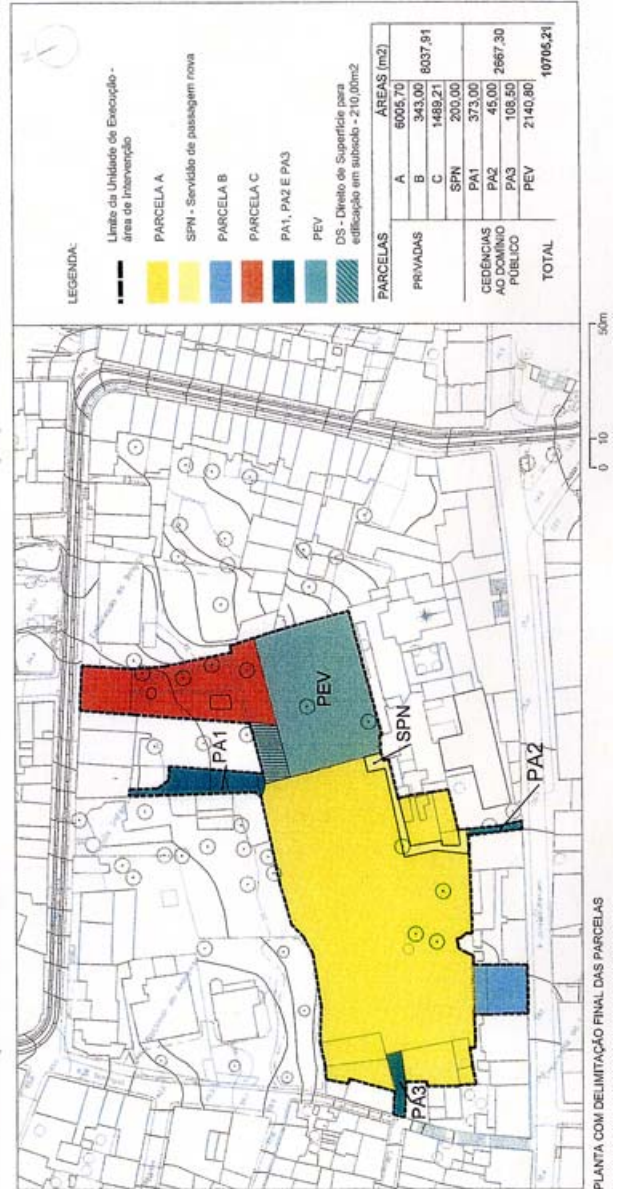 LEGENDA:
Limite da Unidade de Execução -
área de intervenção
PARCELA A
SPN - Servidão de passagem nova
PARCELA B
PARCELA C
PA1, PA2 E PA3
PEV
DS - Direito de Superfície para
edificação em subsolo - 210,00m2
PARCELAS ÁREAS (m2)
PRIVADAS A 6005,70 8037,91
B 343,00
C 1489,21
SPN 200,00
CEDÊNCIAS AO DOMÍNIO PÚBLICO PA1 373,00 2667,30
PA2 45,00
PA3 108,50
PEV 2140,80
TOTAL 10705,21
PA1
PEV
SPN
PA2
PA3
0 10 50m
PLANTA COM DELIMITAÇÃO FINAL DAS PARCELAS